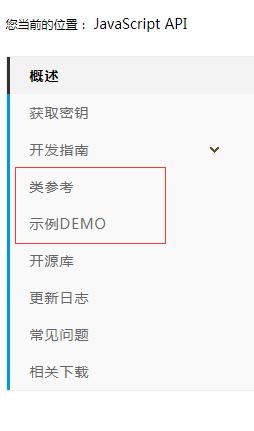 您当前的位置： JavaScript API
概述
获取密钥
开发指南
类参考
示例DEMO
开源库
更新日志
常见问题
相关下载